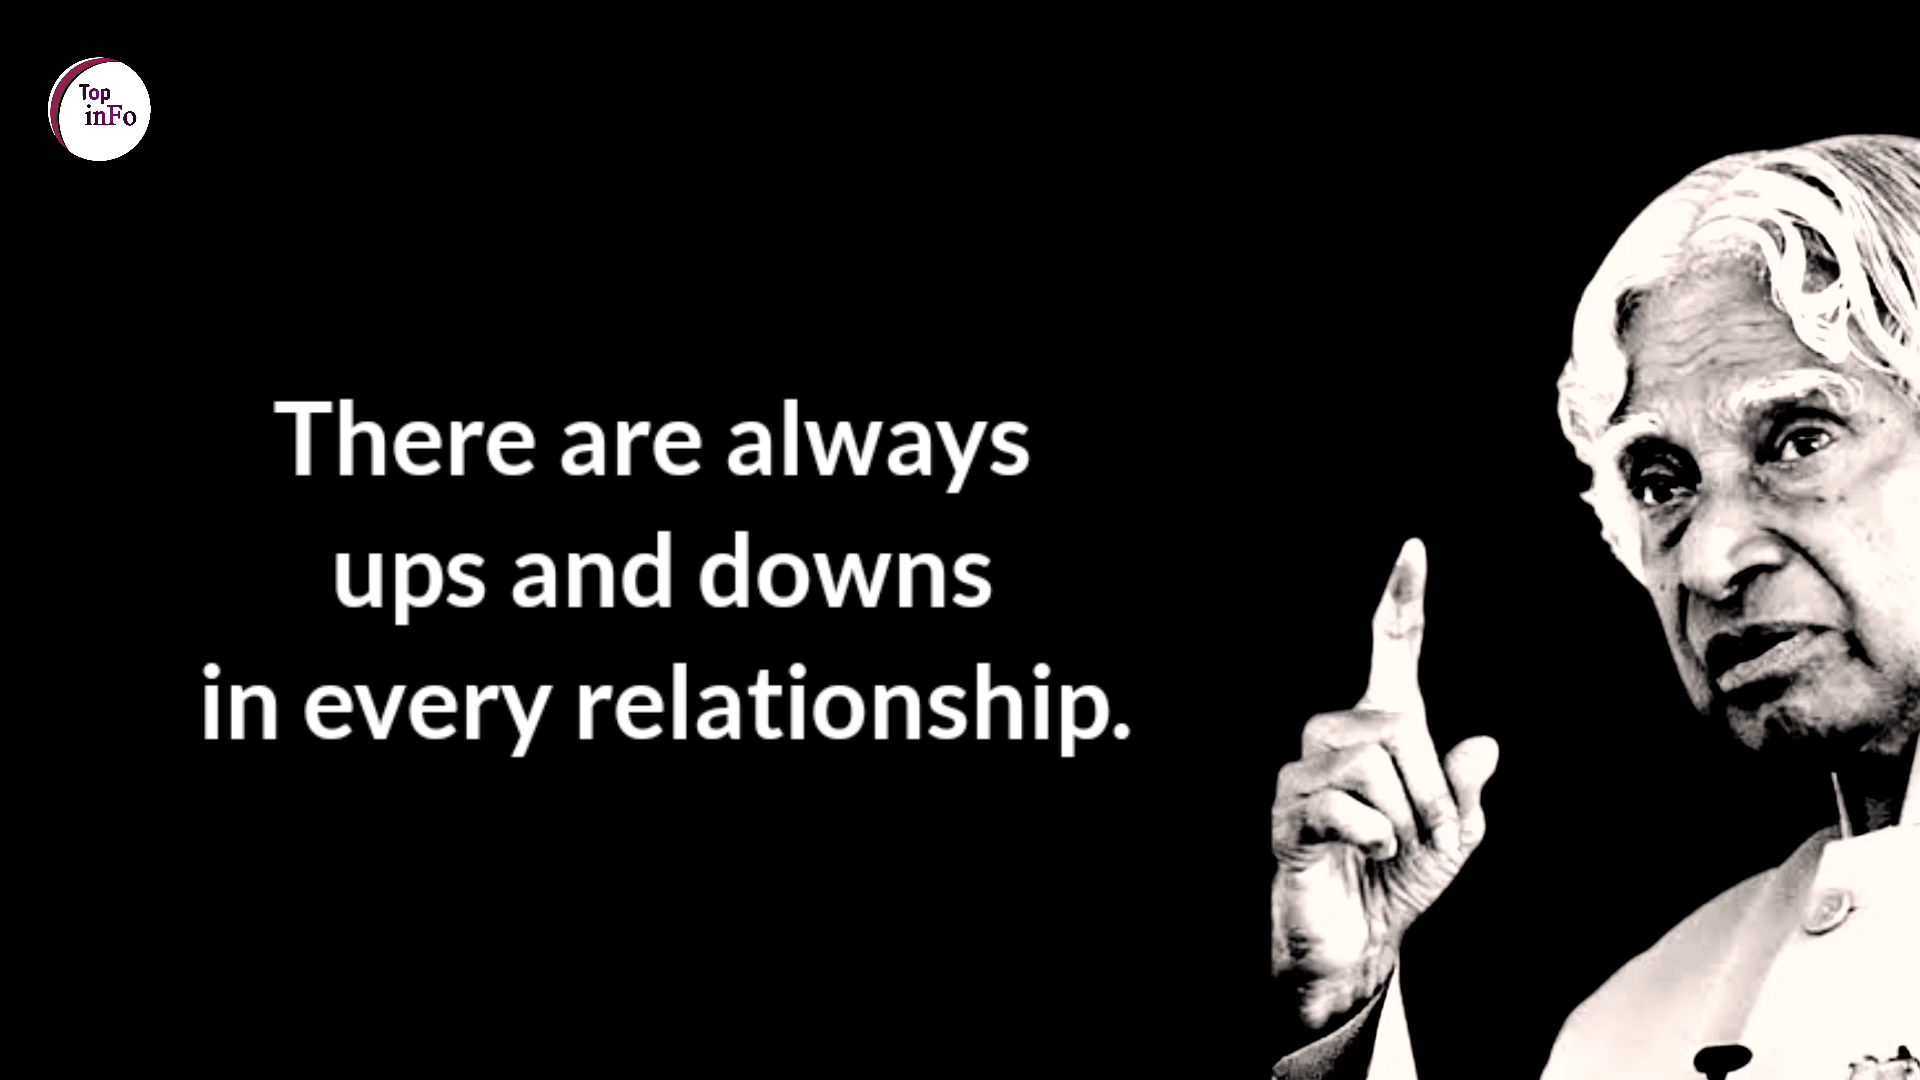 Top
inFo
There are always
ups and downs
in every relationship.